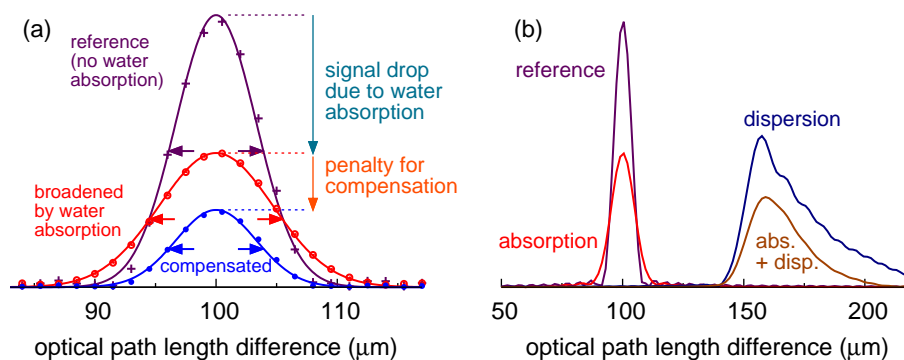 (a)
reference
(no water
absorption)
signal drop
due to water
absorption
penalty for
compensation
broadened
by water
absorption
compensated
90
100
110
optical path length difference (μm)
(b)
reference
dispersion
absorption
abs.
+ disp.
50
100
150
200
optical path length difference (μm)